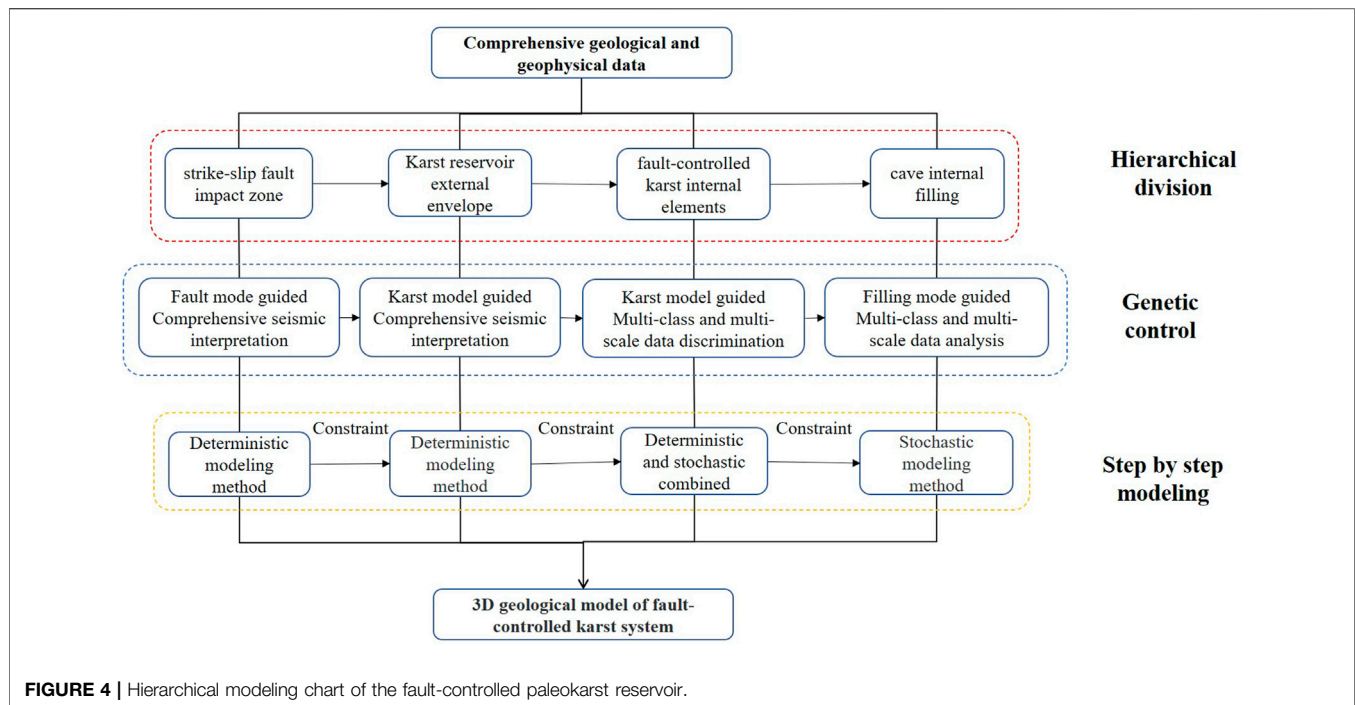 Comprehensive geological and
geophysical data
strike-slip fault
impact zone
Karst reservoir
external
envelope
fault-controlled
karst internal
elements
cave internal
filling
Hierarchical
division
Fault mode guided
Comprehensive seismic
interpretation
Karst model guided
Comprehensive seismic
interpretation
Karst model guided
Multi-class and multi-
scale data discrimination
Filling mode guided
Multi-class and multi-
scale data analysis
Genetic
control
Deterministic
modeling
method
Constraint
Deterministic
modeling
method
Constraint
Deterministic
and stochastic
combined
Constraint
Stochastic
modeling
method
Step by step
modeling
3D geological model of fault-
controlled karst system
FIGURE 4 | Hierarchical modeling chart of the fault-controlled paleokarst reservoir.